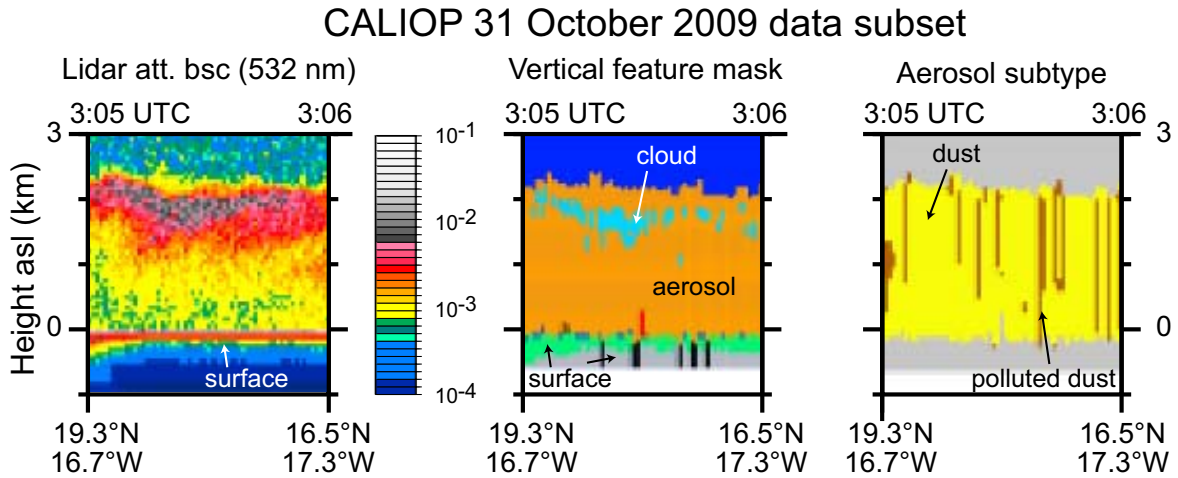 CALIOP 31 October 2009 data subset
Lidar att. bsc (532 nm)
Vertical feature mask
Aerosol subtype
3:05 UTC 3:06
3:05 UTC 3:06
3:05 UTC 3:06
3
10-1
cloud
dust
3
Height asl (km)
10-2
aerosol
10-3
0
0
surface
surface
polluted dust
10-4
19.3°N 16.5°N
16.7°W 17.3°W
19.3°N 16.5°N
16.7°W 17.3°W
19.3°N 16.5°N
16.7°W 17.3°W